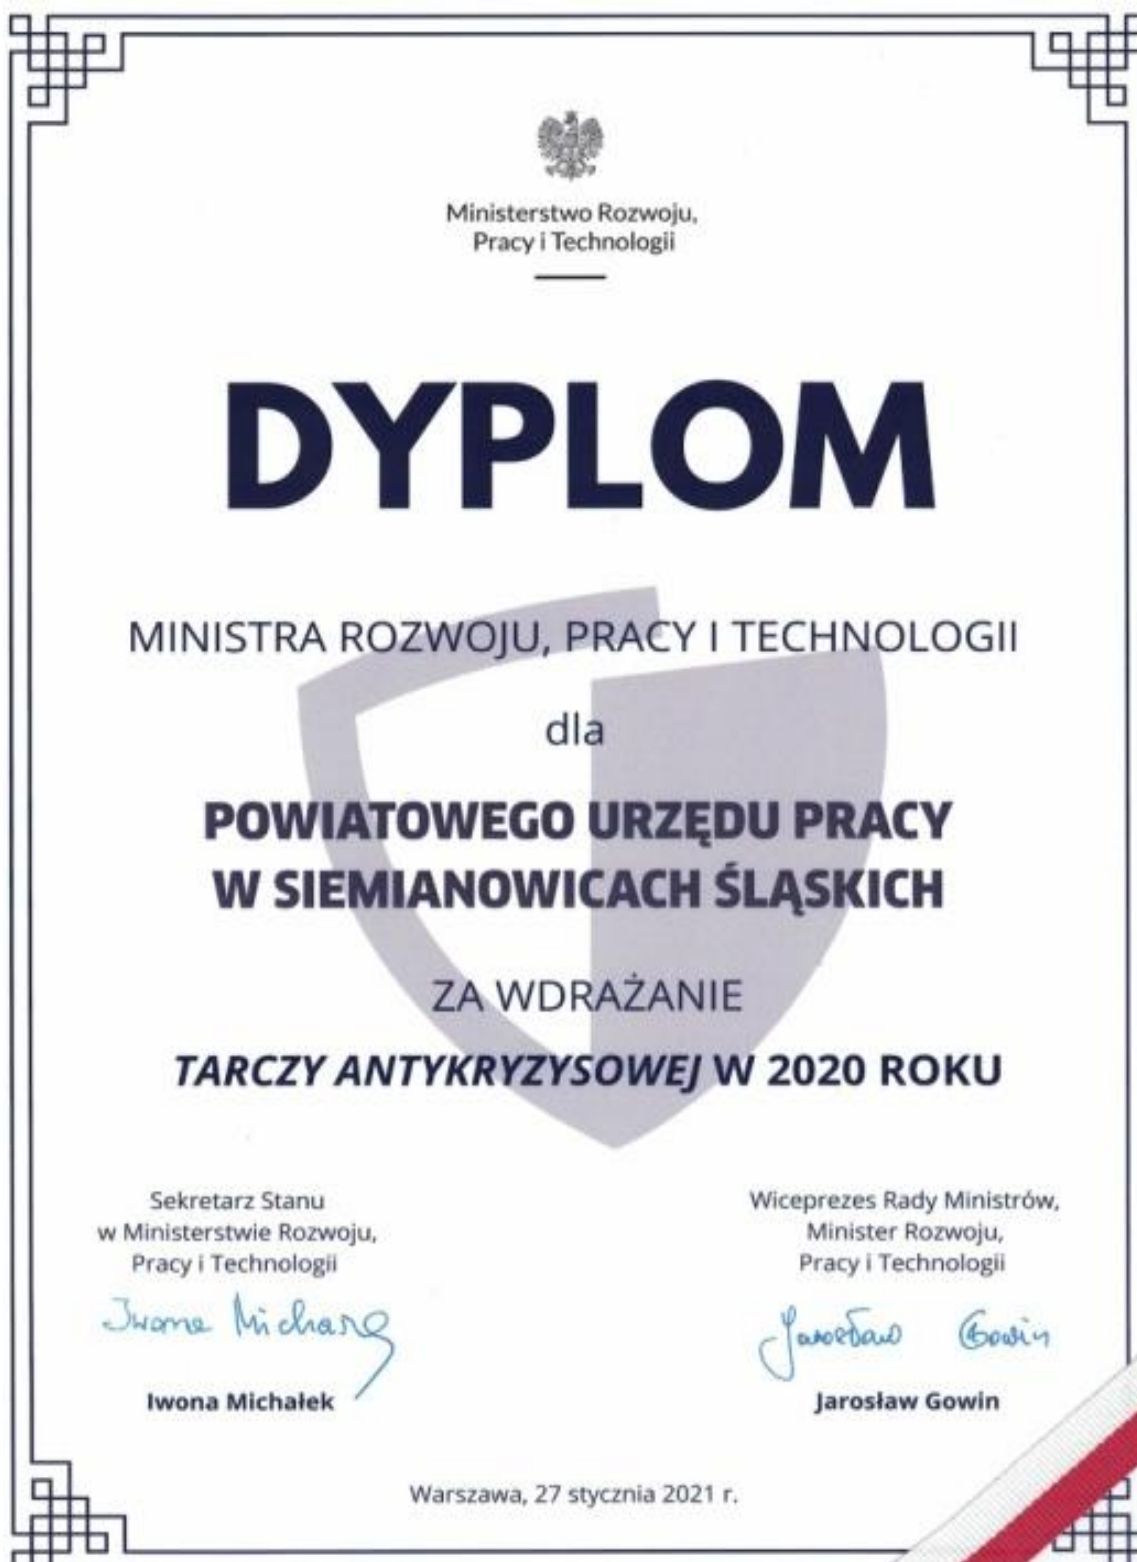 Ministerstwo Rozwoju,
Pracy i Technologii
DYPLOM
MINISTRA ROZWOJU, PRACY I TECHNOLOGII
dla
POWIATOWEGO URZĘDU PRACY
W SIEMIANOWICACH ŚLĄSKICH
ZA WDRAŻANIE
TARCZY ANTYKRYZYSOWEJ W 2020 ROKU
Sekretarz Stanu
w Ministerstwie Rozwoju,
Pracy i Technologii
Iwona Michałek
Iwona Michałek
Wiceprezes Rady Ministrów,
Minister Rozwoju,
Pracy i Technologii
Jarosław Gowin
Jarosław Gowin
Warszawa, 27 stycznia 2021 r.